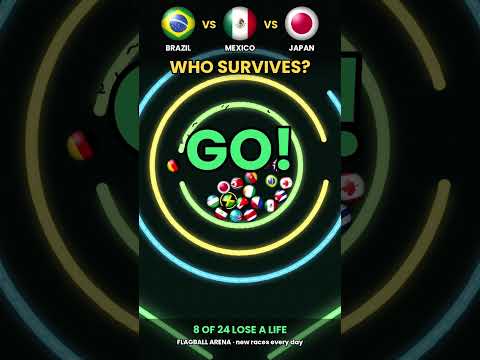 VS
VS
BRAZIL
MEXICO
JAPAN
WHO SURVIVES?
GO!
8 OF 24 LOSE A LIFE
FLAGBALL ARENA · new races every day